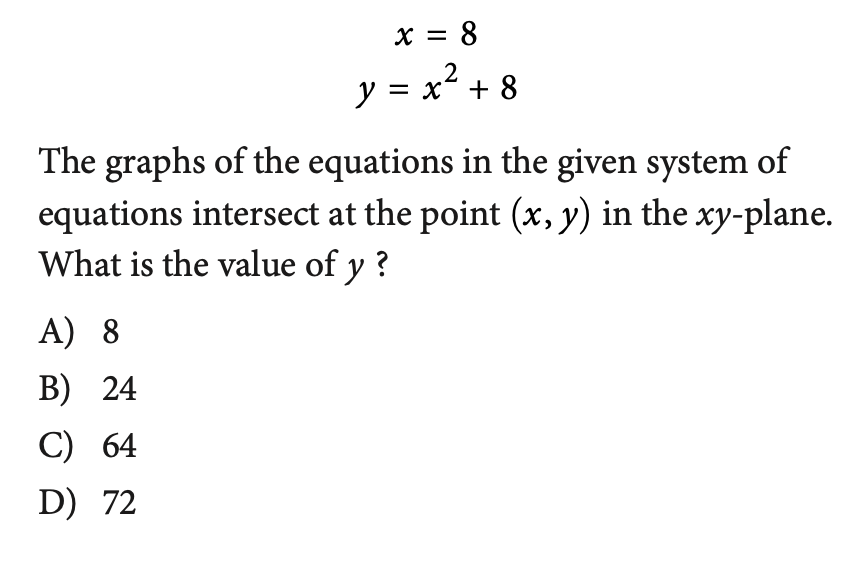 x = 8
y = x² + 8
The graphs of the equations in the given system of
equations intersect at the point (x, y) in the xy-plane.
What is the value of y ?
A) 8
B) 24
C) 64
D) 72